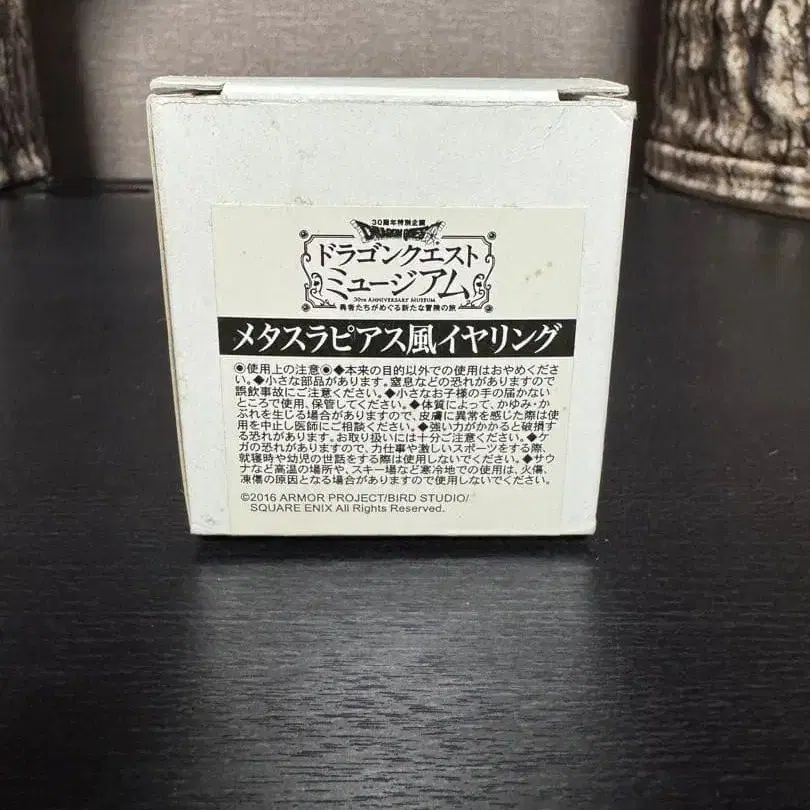 30周年特別企画
DRAGON QUEST
ドラゴンクエスト
ミュージアム
30TH ANNIVERSARY MUSEUM
勇者たちがめぐる新たな冒険の旅
メタスラピアス風イヤリング
◉使用上の注意◉◆本来の目的以外での使用はおやめくださ
い。◆小さな部品があります。窒息などの恐れがありますので
誤飲事故にご注意ください。◆小さなお子様の手の届かない
ところで使用、保管してください。◆体質によって、かゆみ・か
ぶれを生じる場合がありますので、皮膚に異常を感じた際は使用
を中止し医師にご相談ください。◆強い力がかかると破損す
る恐れがあります。お取り扱いには十分ご注意ください。◆ケ
ガの恐れがありますので、力仕事や激しいスポーツをする際、
就寝時や幼児の世話をする際は使用しないでください。◆サウ
ナなど高温の場所や、スキー場など寒冷地での使用は、火傷、
凍傷の原因となる場合がありますので使用しないでください。
©2016 ARMOR PROJECT/BIRD STUDIO/
SQUARE ENIX All Rights Reserved.